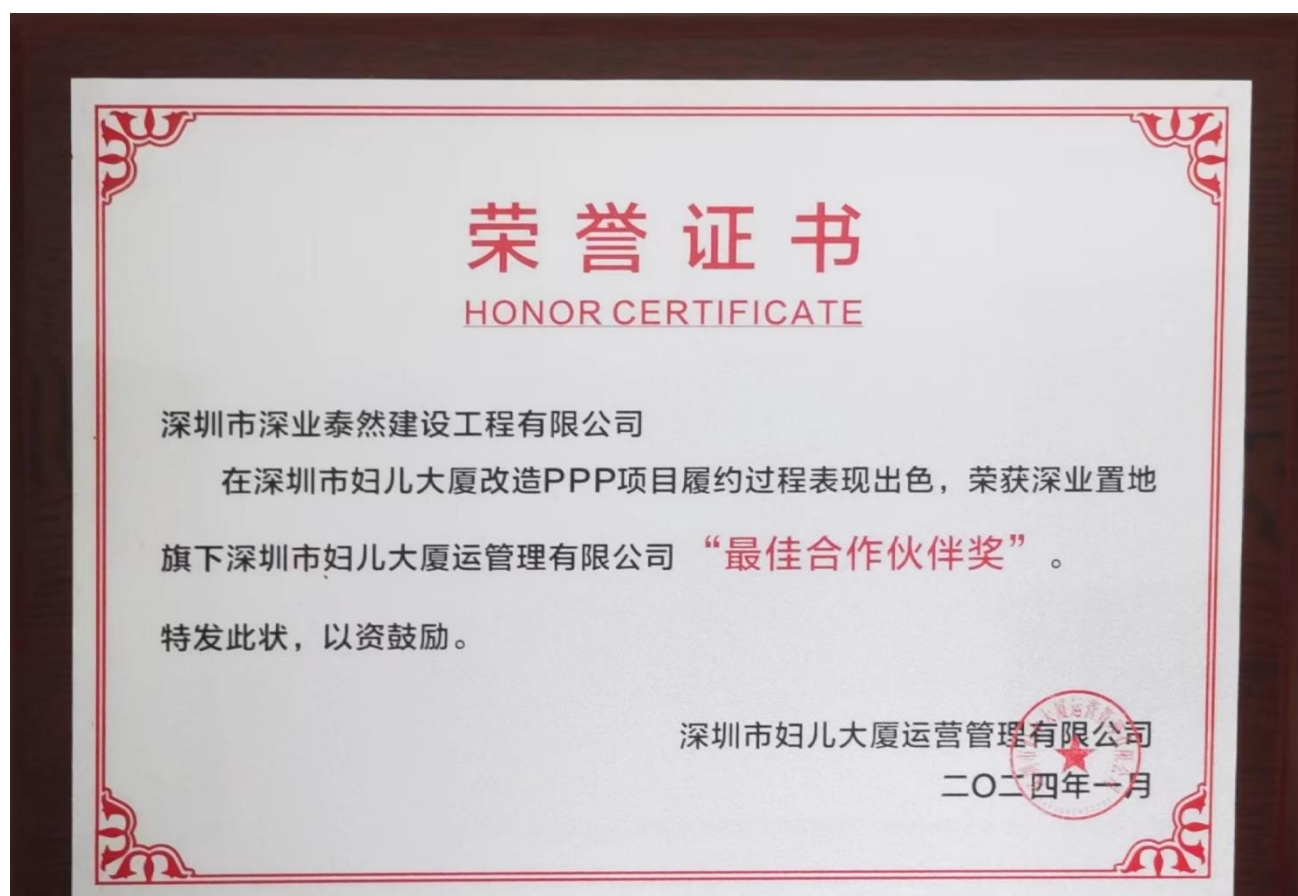 荣誉证书
HONOR CERTIFICATE
深圳市深业泰然建设工程有限公司
在深圳市妇儿大厦改造PPP项目履约过程表现出色，荣获深业置地
旗下深圳市妇儿大厦运管理有限公司“最佳合作伙伴奖”。
特发此状，以资鼓励。
深圳市妇儿大厦运营管理有限公司
二〇二四年一月